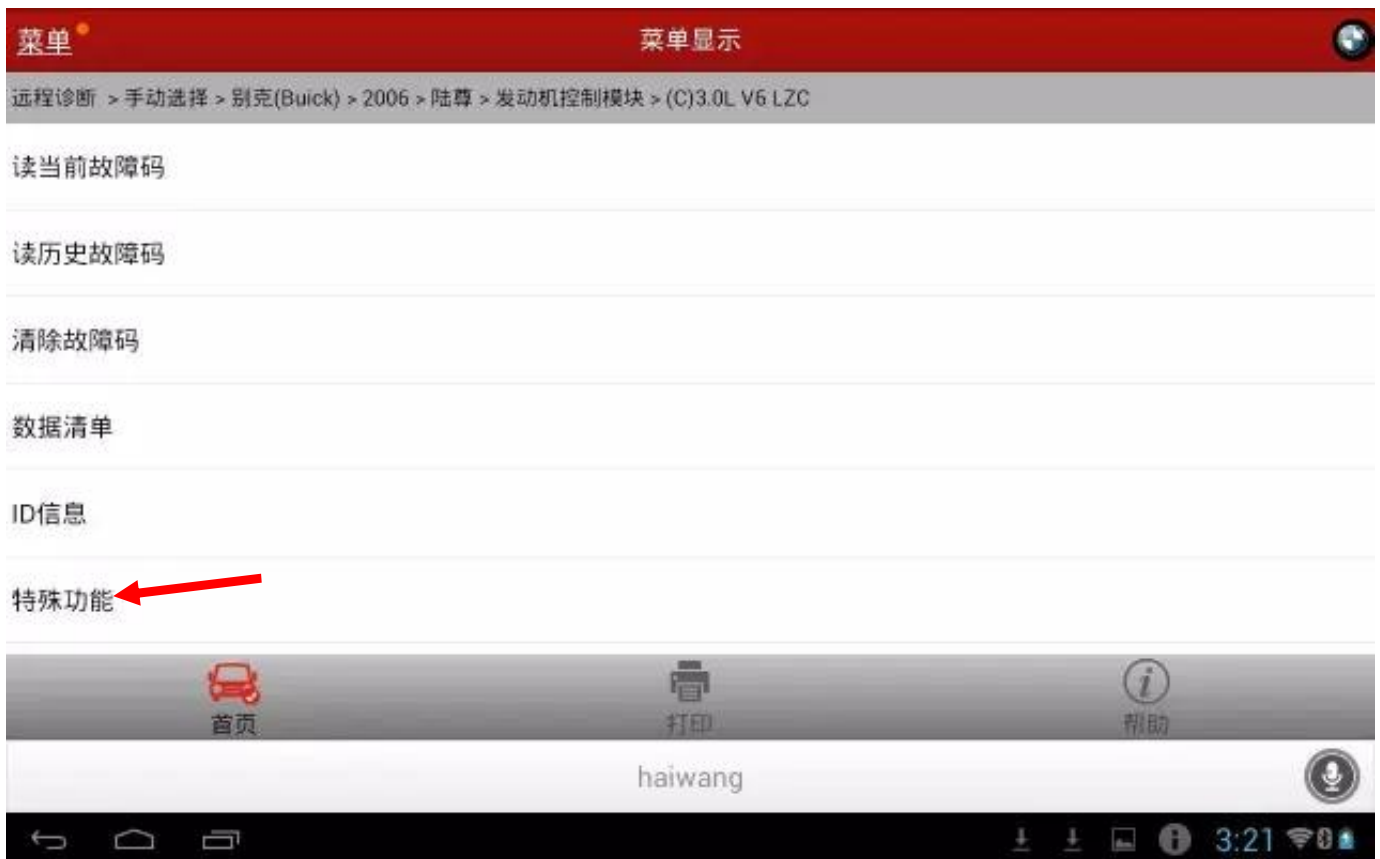 菜单
菜单显示
远程诊断 > 手动选择 > 别克(Buick) > 2006 > 陆尊 > 发动机控制模块 > (C)3.0L V6 LZC
读当前故障码
读历史故障码
清除故障码
数据清单
ID信息
特殊功能
首页
打印
帮助
haiwang
3:21